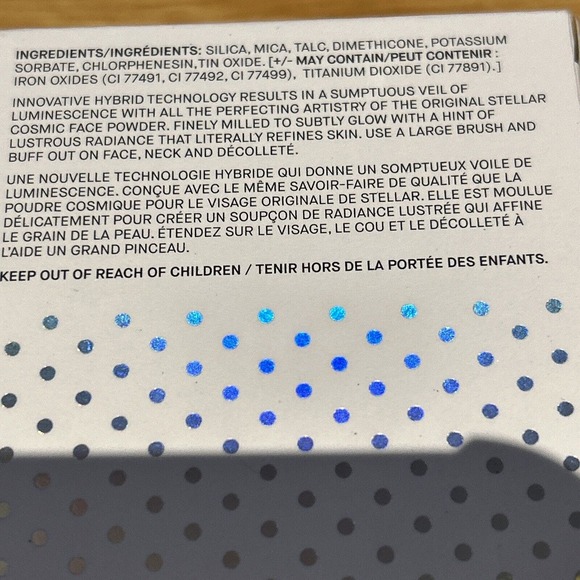 INGREDIENTS/INGRÉDIENTS: SILICA, MICA, TALC, DIMETHICONE, POTASSIUM
SORBATE, CHLORPHENESIN,TIN OXIDE. [+/- MAY CONTAIN/PEUT CONTENIR :
IRON OXIDES (CI 77491, CI 77492, CI 77499), TITANIUM DIOXIDE (CI 77891).]
INNOVATIVE HYBRID TECHNOLOGY RESULTS IN A SUMPTUOUS VEIL OF
LUMINESCENCE WITH ALL THE PERFECTING ARTISTRY OF THE ORIGINAL STELLAR
COSMIC FACE POWDER. FINELY MILLED TO SUBTLY GLOW WITH A HINT OF
LUSTROUS RADIANCE THAT LITERALLY REFINES SKIN. USE A LARGE BRUSH AND
BUFF OUT ON FACE, NECK AND DÉCOLLETÉ.
UNE NOUVELLE TECHNOLOGIE HYBRIDE QUI DONNE UN SOMPTUEUX VOILE DE
LUMINESCENCE. CONÇUE AVEC LE MÊME SAVOIR-FAIRE DE QUALITÉ QUE LA
POUDRE COSMIQUE POUR LE VISAGE ORIGINALE DE STELLAR. ELLE EST MOULUE
DÉLICATEMENT POUR CRÉER UN SOUPÇON DE RADIANCE LUSTRÉE QUI AFFINE
LE GRAIN DE LA PEAU. ÉTENDEZ SUR LE VISAGE, LE COU ET LE DÉCOLLETÉ À
L'AIDE UN GRAND PINCEAU.
KEEP OUT OF REACH OF CHILDREN / TENIR HORS DE LA PORTÉE DES ENFANTS.